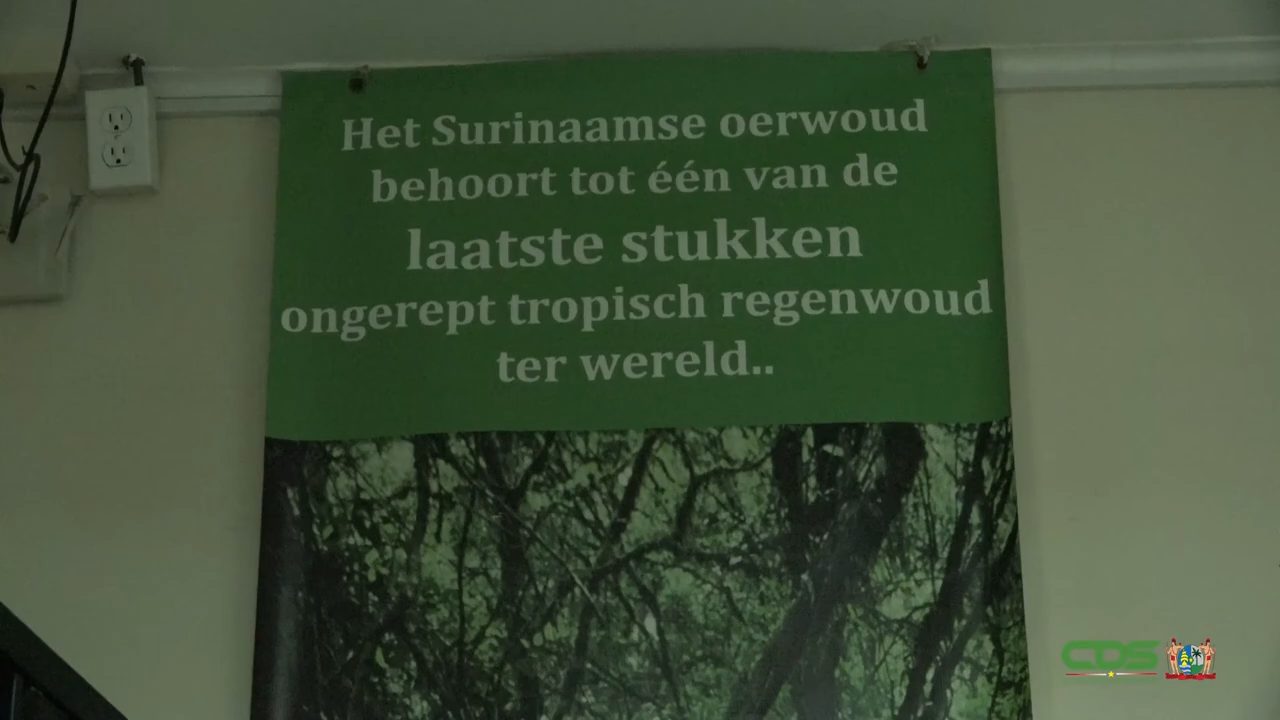 Het Surinaamse oerwoud
behoort tot één van de
laatste stukken
ongerept tropisch regenwoud
ter wereld..
CDS